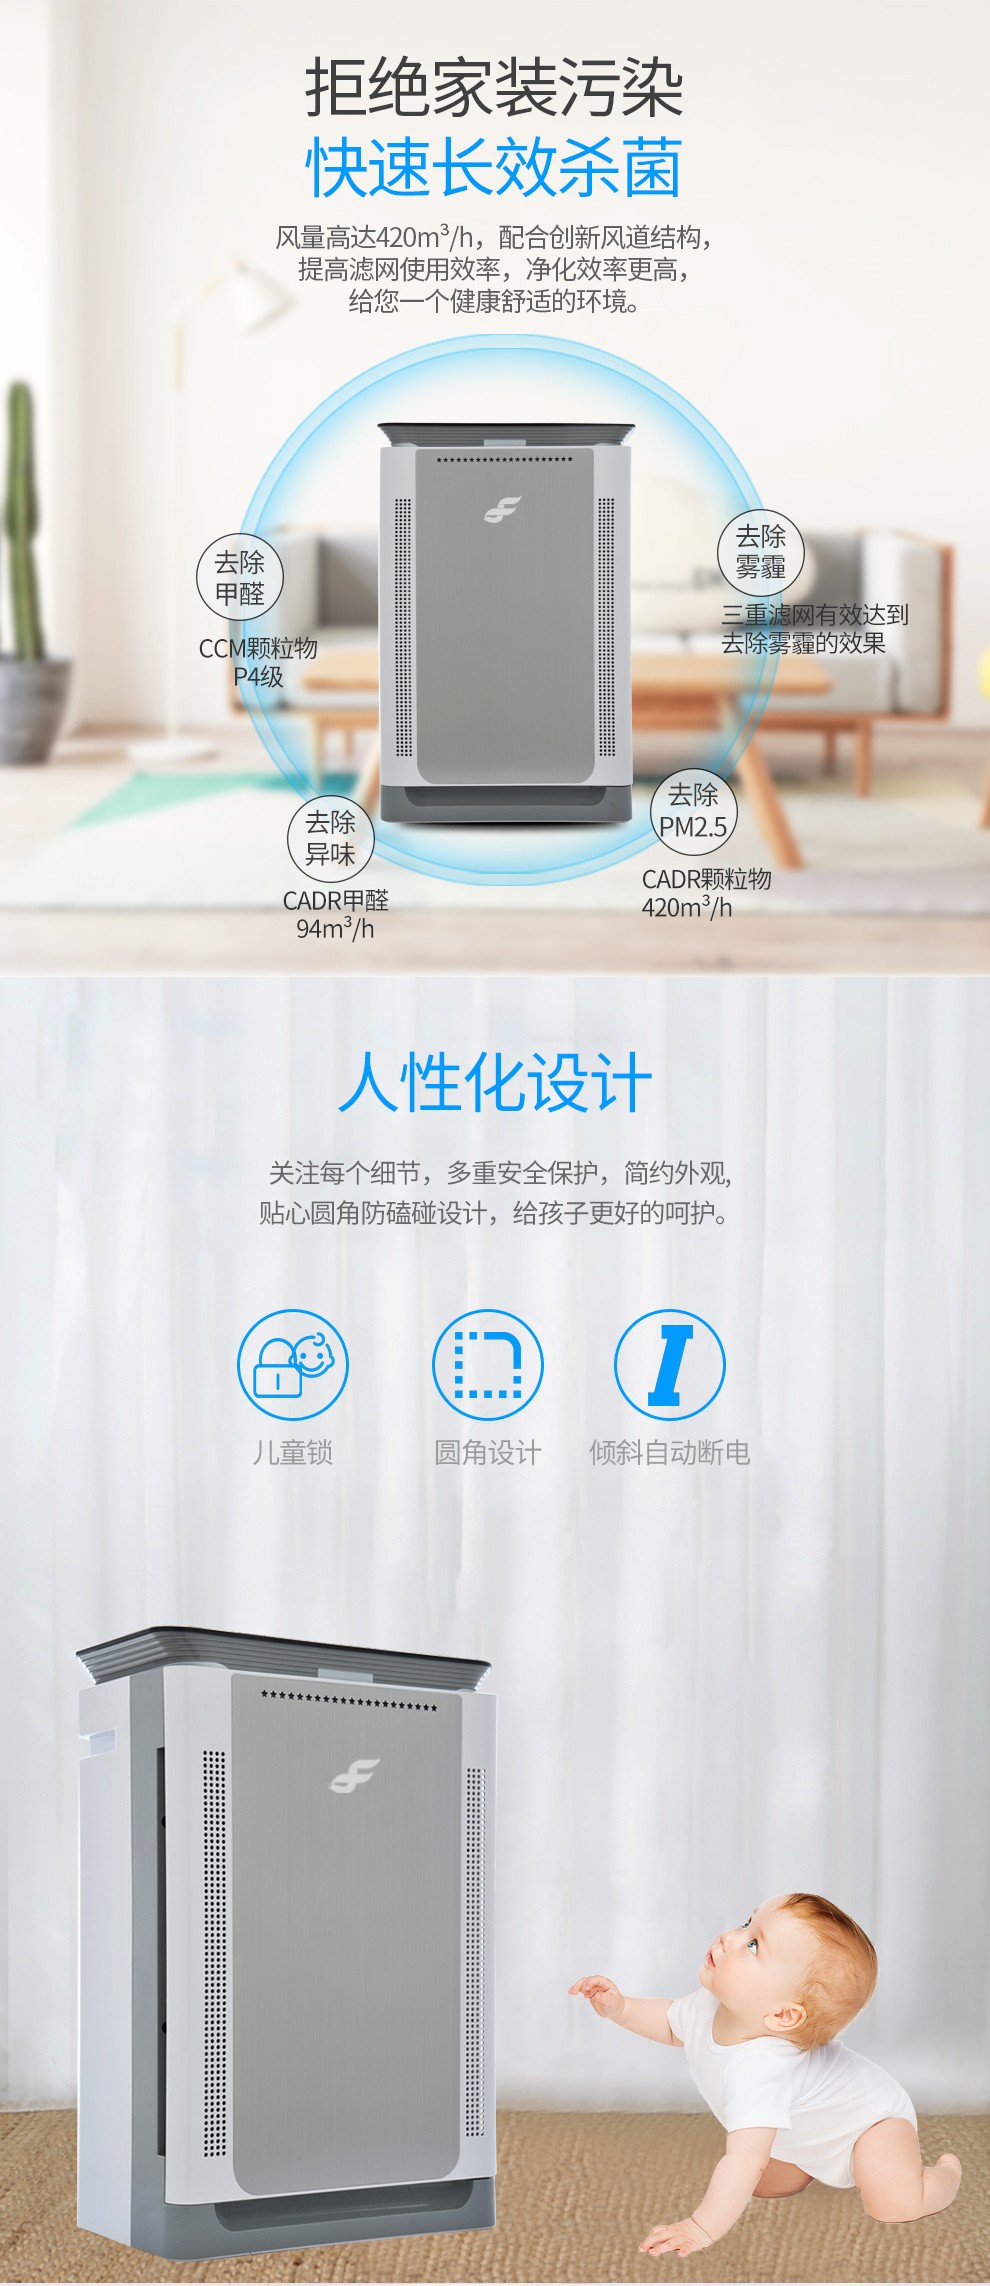 拒绝家装污染
快速长效杀菌
风量高达420m³/h，配合创新风道结构，
提高滤网使用效率，净化效率更高，
给您一个健康舒适的环境。
去除
甲醛
CCM颗粒物
P4级
去除
雾霾
三重滤网有效达到
去除雾霾的效果
去除
异味
CADR甲醛
94m³/h
去除
PM2.5
CADR颗粒物
420m³/h
人性化设计
关注每个细节，多重安全保护，简约外观,
贴心圆角防磕碰设计，给孩子更好的呵护。
儿童锁
圆角设计
倾斜自动断电